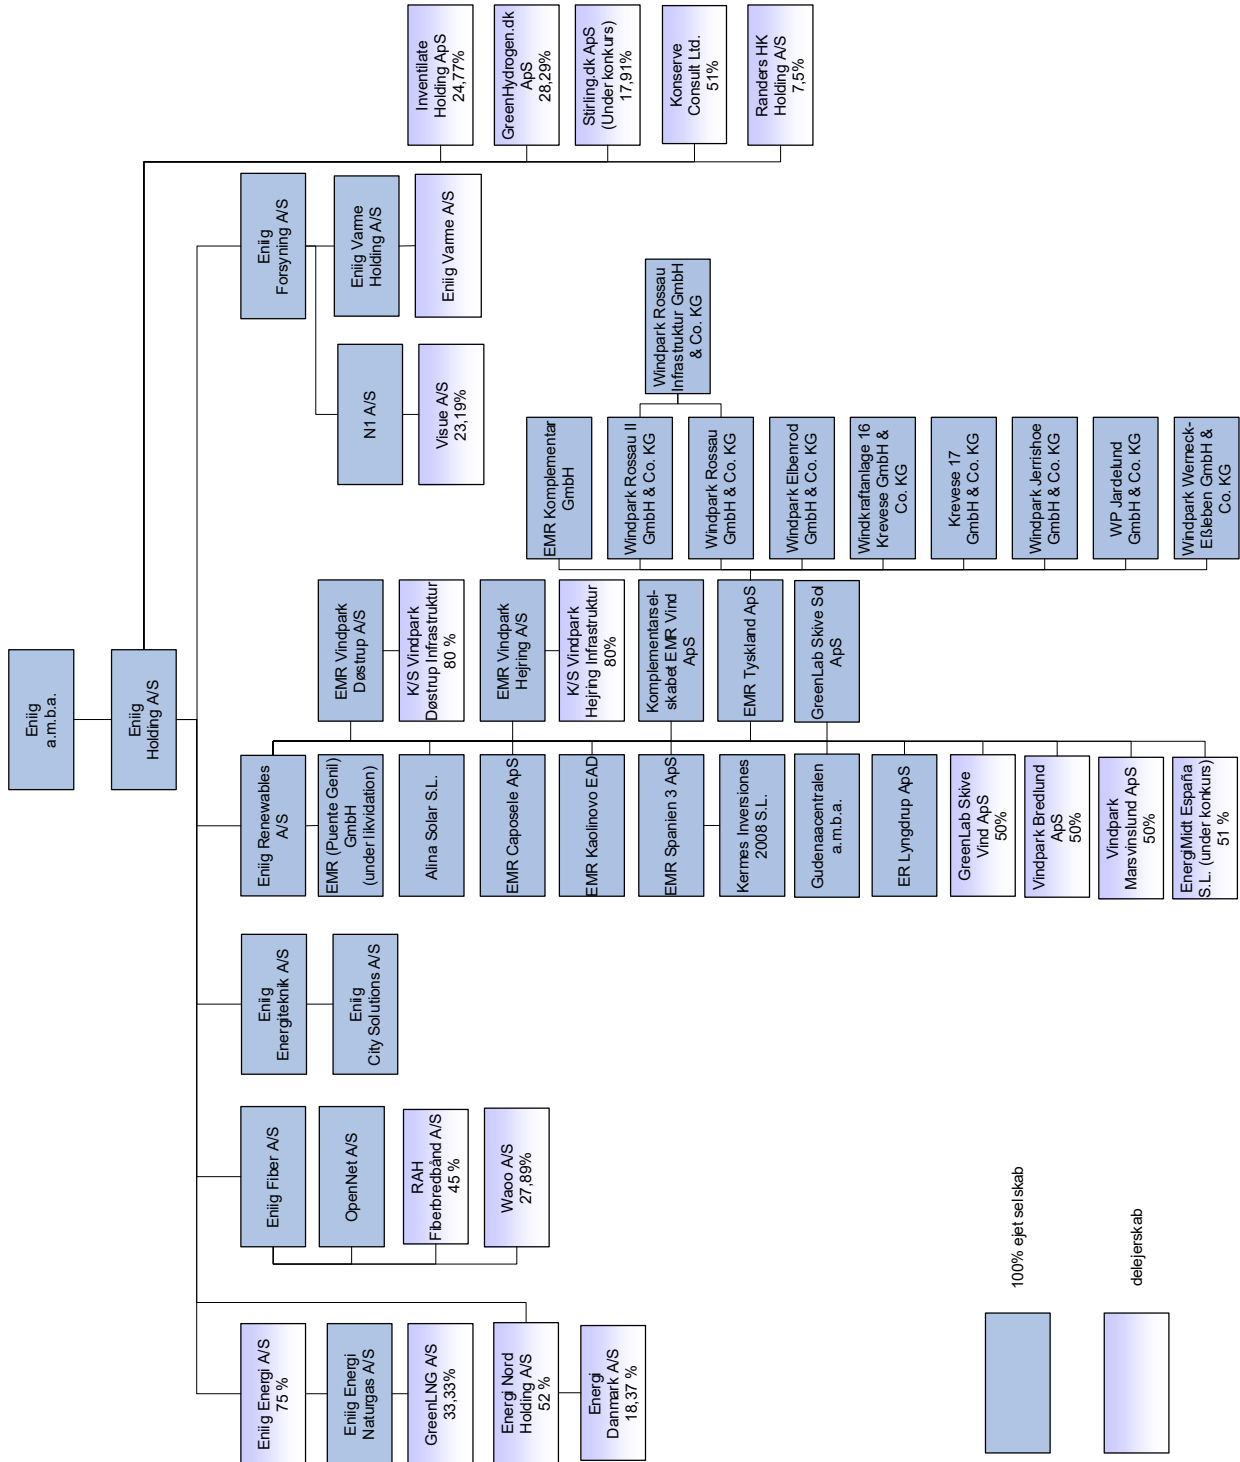 Eniig
a.m.b.a.
Eniig
Holding A/S
Inventilate
Holding ApS
24,77%
GreenHydrogen.dk
ApS
28,29%
Stirling.dk ApS
(Under konkurs)
17,91%
Konserve
Consult Ltd.
51%
Randers HK
Holding A/S
7,5%
Eniig Energi A/S
75 %
Eniig Energi
Naturgas A/S
GreenLNG A/S
33,33%
Energi Nord
Holding A/S
52 %
Energi
Danmark A/S
18,37 %
Eniig Fiber A/S
OpenNet A/S
RAH
Fiberbredbånd A/S
45 %
Waoo A/S
27,89%
Eniig
Energiteknik A/S
Eniig
City Solutions A/S
Eniig Renewables
A/S
EMR (Puente Genil)
GmbH
(under likvidation)
Alina Solar S.L.
EMR Caposele ApS
EMR Kaolinovo EAD
EMR Spanien 3 ApS
Kermes Inversiones
2008 S.L.
Gudenaacentralen
a.m.b.a.
ER Lynggdrup ApS
GreenLab Skive
Vind ApS
50%
Vindpark Bredlund
ApS
50%
Vindpark
Marsvinslund ApS
50%
EnergiMidt España
S.L. (under konkurs)
51 %
EMR Vindpark
Døstrup A/S
K/S Vindpark
Døstrup Infrastruktur
80 %
EMR Vindpark
Hejring A/S
K/S Vindpark
Hejring Infrastruktur
80%
Komplementarsel-
skabet EMR Vind
ApS
EMR Tyskland ApS
GreenLab Skive Sol
ApS
EMR Komplementar
GmbH
Windpark Rossau II
GmbH & Co. KG
Windpark Rossau
GmbH & Co. KG
Windpark Elbenrod
GmbH & Co. KG
Windkraftanlage 16
Krevese GmbH &
Co. KG
Krevese 17
GmbH & Co. KG
Windpark Jerrishoe
GmbH & Co. KG
WP Jardelund
GmbH & Co. KG
Windpark Werneck-
Eßleben GmbH &
Co. KG
Windpark Rossau
Infrastruktur GmbH
& Co. KG
Eniig
Forsyning A/S
N1 A/S
Visue A/S
23,19%
Eniig Varme
Holding A/S
Eniig Varme A/S
100% ejet selskab
delejerskab